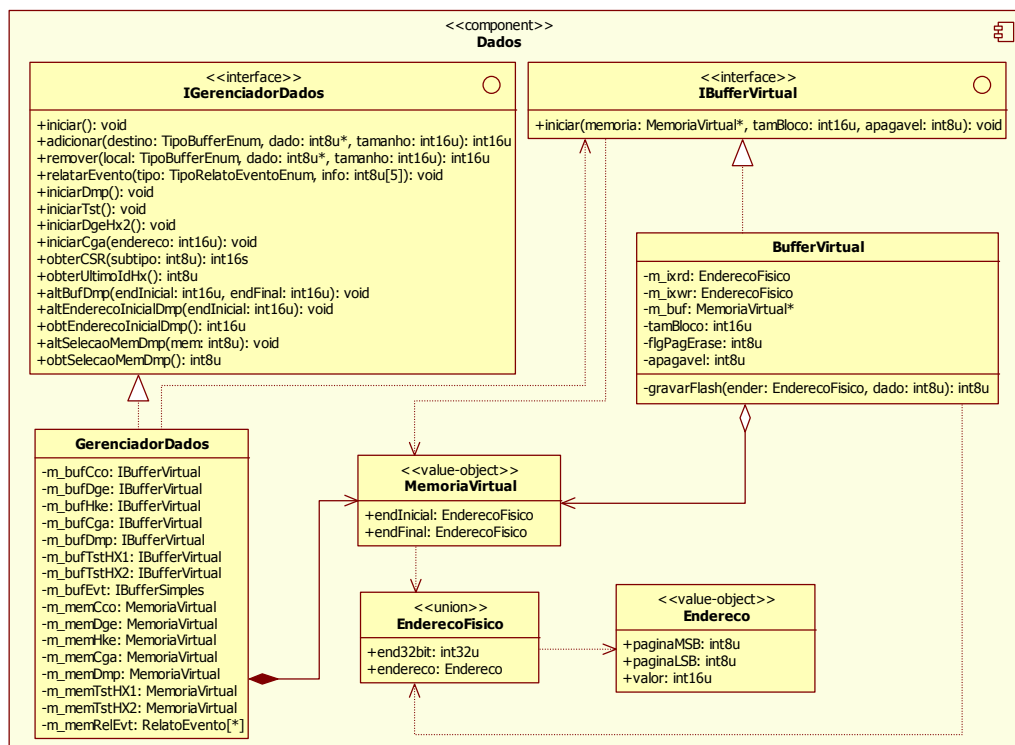 <<component>>
Dados
<<interface>>
IGerenciadorDados
+iniciar(): void
+adicionar(destino: TipoBufferEnum, dado: int8u*, tamanho: int16u): int16u
+remover(local: TipoBufferEnum, dado: int8u*, tamanho: int16u): int16u
+relatarEvento(tipo: TipoRelatoEventoEnum, info: int8u[5]): void
+iniciarDmp(): void
+iniciarTst(): void
+iniciarDgeHx2(): void
+iniciarCga(endereco: int16u): void
+obterCSR(subtipo: int8u): int16s
+obterUltimoIdHx(): int8u
+altBufDmp(endInicial: int16u, endFinal: int16u): void
+altEnderecoInicialDmp(endInicial: int16u): void
+obtEnderecoInicialDmp(): int16u
+altSelecaoMemDmp(mem: int8u): void
+obtSelecaoMemDmp(): int8u
<<interface>>
IBufferVirtual
+iniciar(memoria: MemoriaVirtual*, tamBloco: int16u, apagavel: int8u): void
BufferVirtual
-m_ixrd: EnderecoFisico
-m_ixwr: EnderecoFisico
-m_buf: MemoriaVirtual*
-tamBloco: int16u
-flgPagErase: int8u
-apagavel: int8u
-gravarFlash(ender: EnderecoFisico, dado: int8u): int8u
GerenciadorDados
-m_bufCco: IBufferVirtual
-m_bufDge: IBufferVirtual
-m_bufHke: IBufferVirtual
-m_bufCga: IBufferVirtual
-m_bufDmp: IBufferVirtual
-m_bufTstHX1: IBufferVirtual
-m_bufTstHX2: IBufferVirtual
-m_bufEvt: IBufferSimples
-m_memCco: MemoriaVirtual
-m_memDge: MemoriaVirtual
-m_memHke: MemoriaVirtual
-m_memCga: MemoriaVirtual
-m_memDmp: MemoriaVirtual
-m_memTstHX1: MemoriaVirtual
-m_memTstHX2: MemoriaVirtual
-m_memRelEvt: RelatoEvento[*]
<<value-object>>
MemoriaVirtual
+endInicial: EnderecoFisico
+endFinal: EnderecoFisico
<<union>>
EnderecoFisico
+end32bit: int32u
+endereco: Endereco
<<value-object>>
Endereco
+paginaMSB: int8u
+paginaLSB: int8u
+valor: int16u